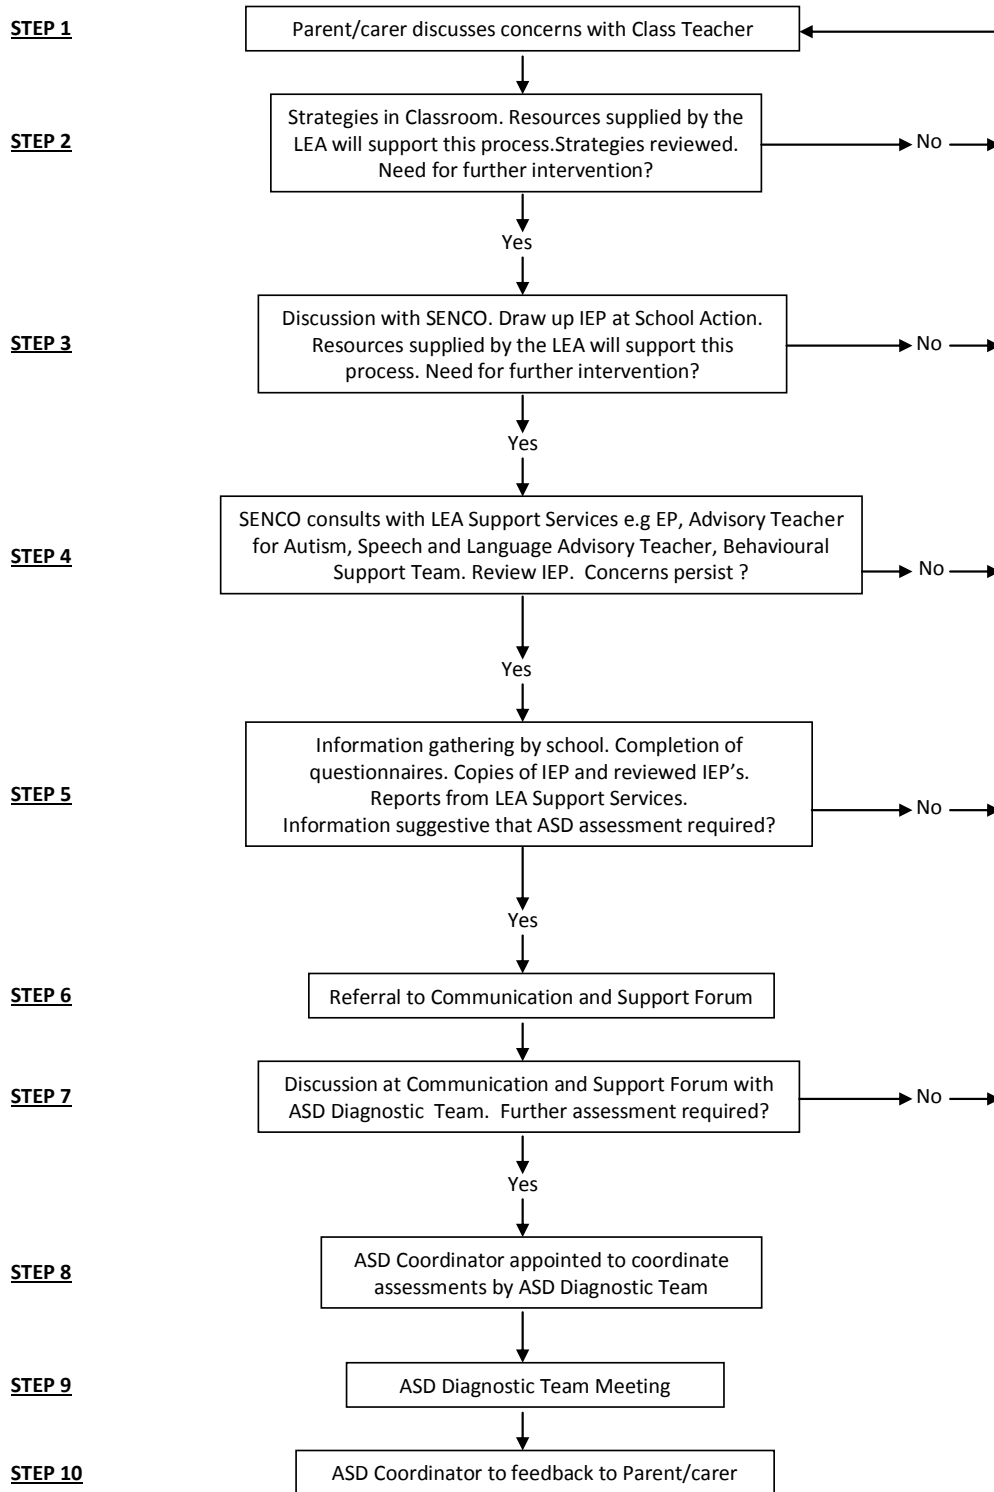 STEP 1
Parent/carer discusses concerns with Class Teacher
STEP 2
Strategies in Classroom. Resources supplied by the
LEA will support this process.Strategies reviewed.
Need for further intervention?
No
Yes
STEP 3
Discussion with SENCO. Draw up IEP at School Action.
Resources supplied by the LEA will support this
process. Need for further intervention?
No
Yes
STEP 4
SENCO consults with LEA Support Services e.g EP, Advisory Teacher
for Autism, Speech and Language Advisory Teacher, Behavioural
Support Team. Review IEP.  Concerns persist ?
No
Yes
STEP 5
Information gathering by school. Completion of
questionnaires. Copies of IEP and reviewed IEP’s.
Reports from LEA Support Services.
Information suggestive that ASD assessment required?
No
Yes
STEP 6
Referral to Communication and Support Forum
STEP 7
Discussion at Communication and Support Forum with
ASD Diagnostic  Team.  Further assessment required?
No
Yes
STEP 8
ASD Coordinator appointed to coordinate
assessments by ASD Diagnostic Team
STEP 9
ASD Diagnostic Team Meeting
STEP 10
ASD Coordinator to feedback to Parent/carer